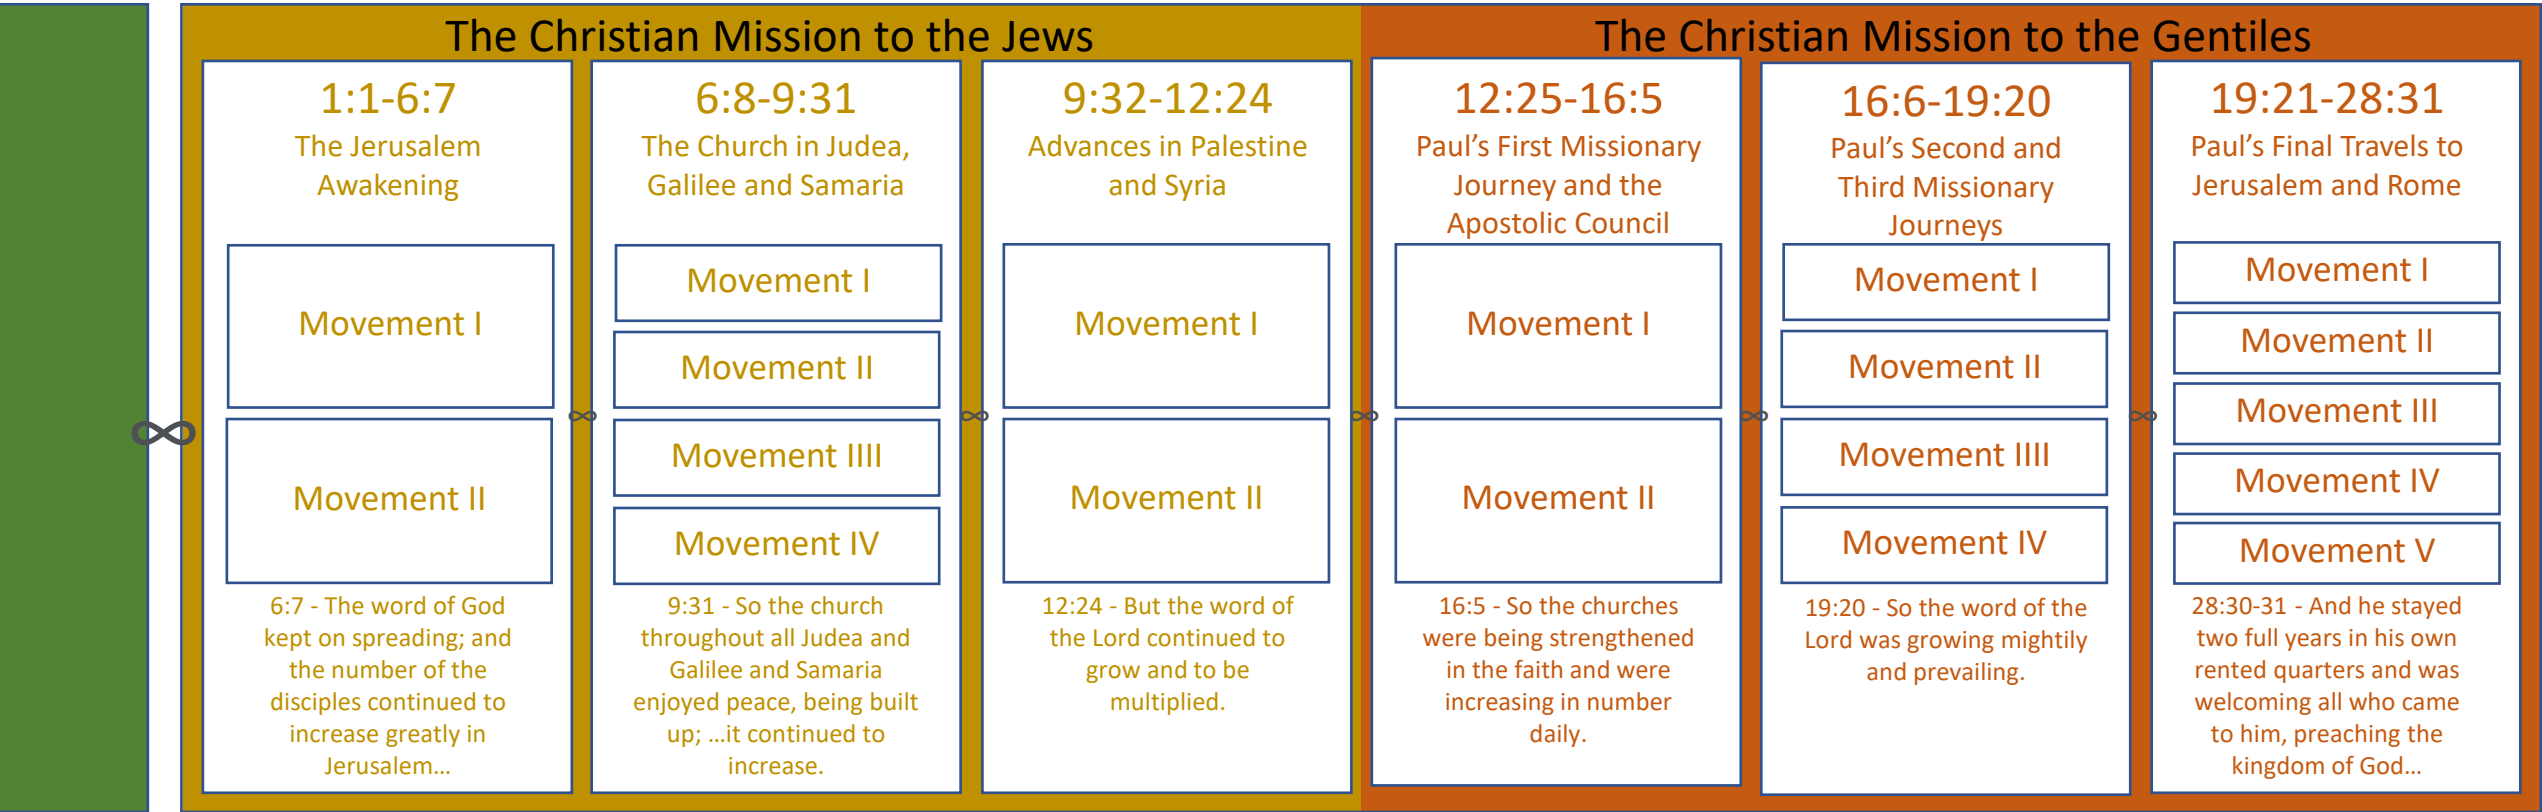 The Christian Mission to the Jews
1:1-6:7
The Jerusalem
Awakening
Movement I
Movement II
6:7 - The word of God
kept on spreading; and
the number of the
disciples continued to
increase greatly in
Jerusalem...
6:8-9:31
The Church in Judea,
Galilee and Samaria
Movement I
Movement II
Movement IIII
Movement IV
9:31 - So the church
throughout all Judea and
Galilee and Samaria
enjoyed peace, being built
up; ...it continued to
increase.
9:32-12:24
Advances in Palestine
and Syria
Movement I
Movement II
12:24 - But the word of
the Lord continued to
grow and to be
multiplied.
The Christian Mission to the Gentiles
12:25-16:5
Paul's First Missionary
Journey and the
Apostolic Council
Movement I
Movement II
16:5 - So the churches
were being strengthened
in the faith and were
increasing in number
daily.
16:6-19:20
Paul's Second and
Third Missionary
Journeys
Movement I
Movement II
Movement IIII
Movement IV
19:20 - So the word of the
Lord was growing mightily
and prevailing.
19:21-28:31
Paul's Final Travels to
Jerusalem and Rome
Movement I
Movement II
Movement III
Movement IV
Movement V
28:30-31 - And he stayed
two full years in his own
rented quarters and was
welcoming all who came
to him, preaching the
kingdom of God...